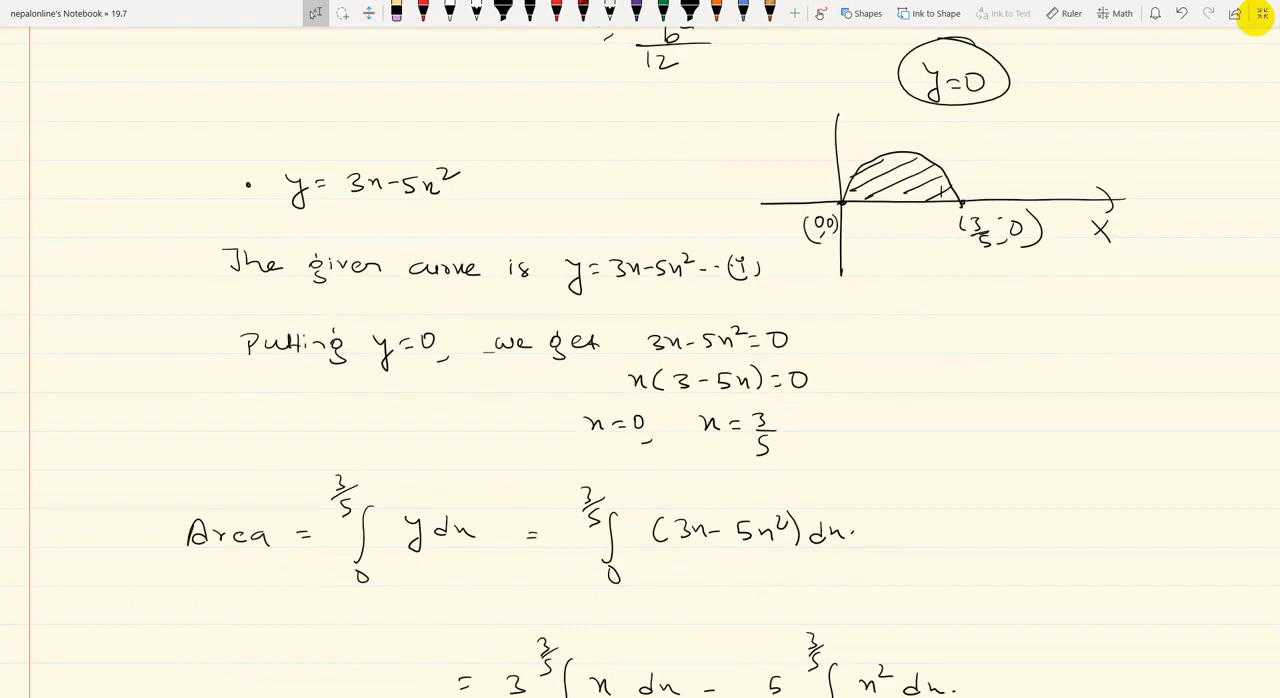 nepalonline's Notebook » 19.7
Shapes Ink to Shape Ink to Text Ruler Math
12
y=0
• y = 3x-5x²
(0,0) (3/5, 0) X
The given curve is y=3x-5x² --(i)
Putting y=0, we get 3x-5x²=0
x(3-5x)=0
x=0, x = 3/5
Area = ∫₀^(3/5) y dx = ∫₀^(3/5) (3x-5x²) dx.
= 3 ^(3/5)∫ x dx - 5 ^(3/5)∫ x² dx.